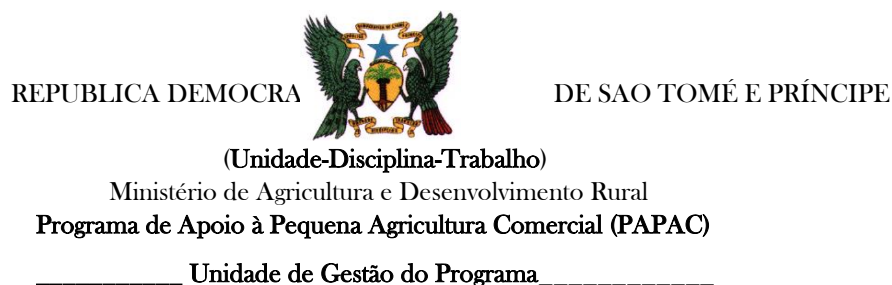 REPUBLICA DEMOCRA DE SAO TOMÉ E PRÍNCIPE
(Unidade-Disciplina-Trabalho)
Ministério de Agricultura e Desenvolvimento Rural
Programa de Apoio à Pequena Agricultura Comercial (PAPAC)
___________ Unidade de Gestão do Programa_____________